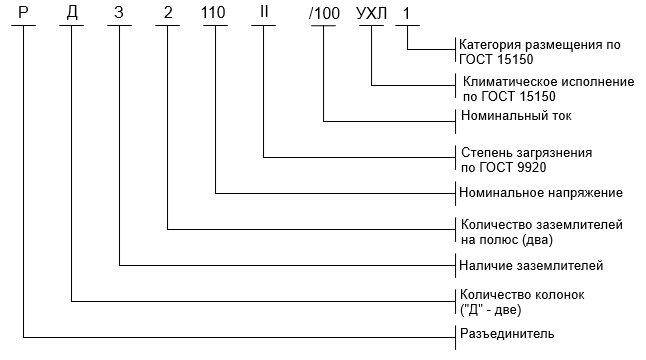 Р Д З 2 110 II /100 УХЛ 1
Категория размещения по
ГОСТ 15150
Климатическое исполнение
по ГОСТ 15150
Номинальный ток
Степень загрязнения
по ГОСТ 9920
Номинальное напряжение
Количество заземлителей
на полюс (два)
Наличие заземлителей
Количество колонок
("Д" - две)
Разъединитель